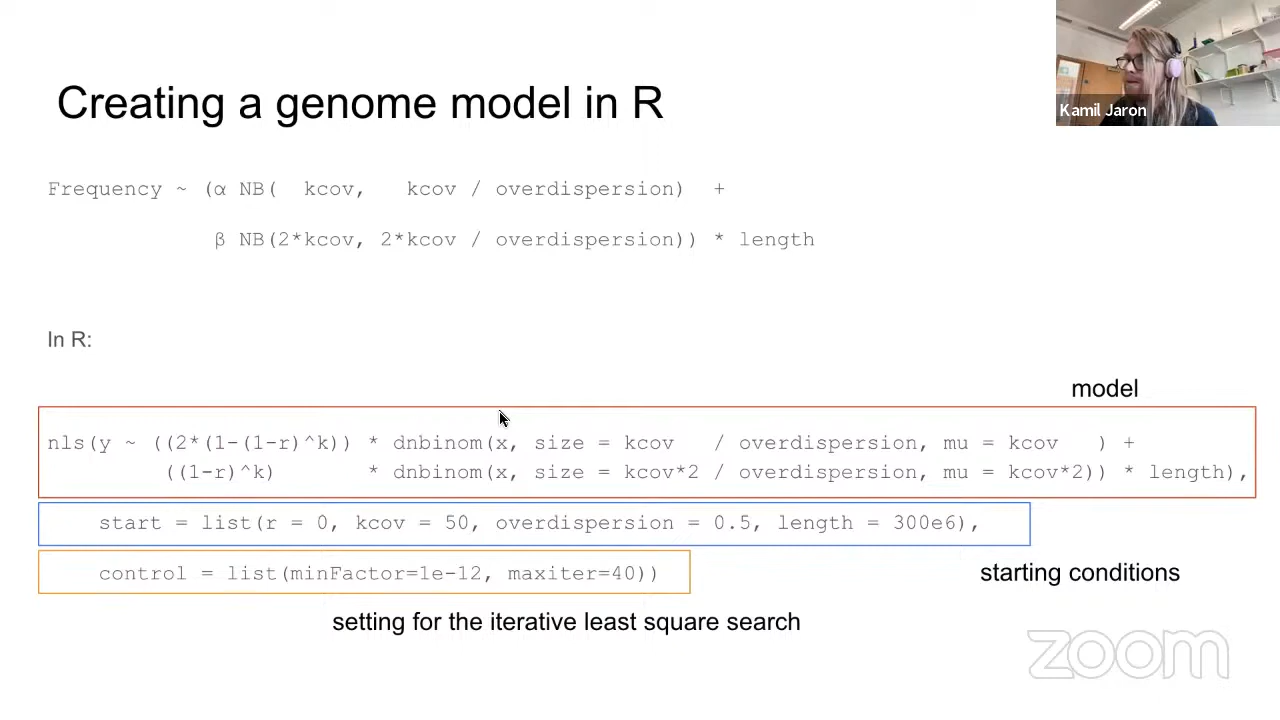 Kamil Jaron
Creating a genome model in R
Frequency ~ (α NB(  kcov,   kcov / overdispersion)  +
β NB(2*kcov, 2*kcov / overdispersion)) * length
In R:
model
nls(y ~ ((2*(1-(1-r)^k)) * dnbinom(x, size = kcov   / overdispersion, mu = kcov   ) +
((1-r)^k)       * dnbinom(x, size = kcov*2 / overdispersion, mu = kcov*2)) * length),
start = list(r = 0, kcov = 50, overdispersion = 0.5, length = 300e6),
control = list(minFactor=1e-12, maxiter=40))
starting conditions
setting for the iterative least square search
zoom